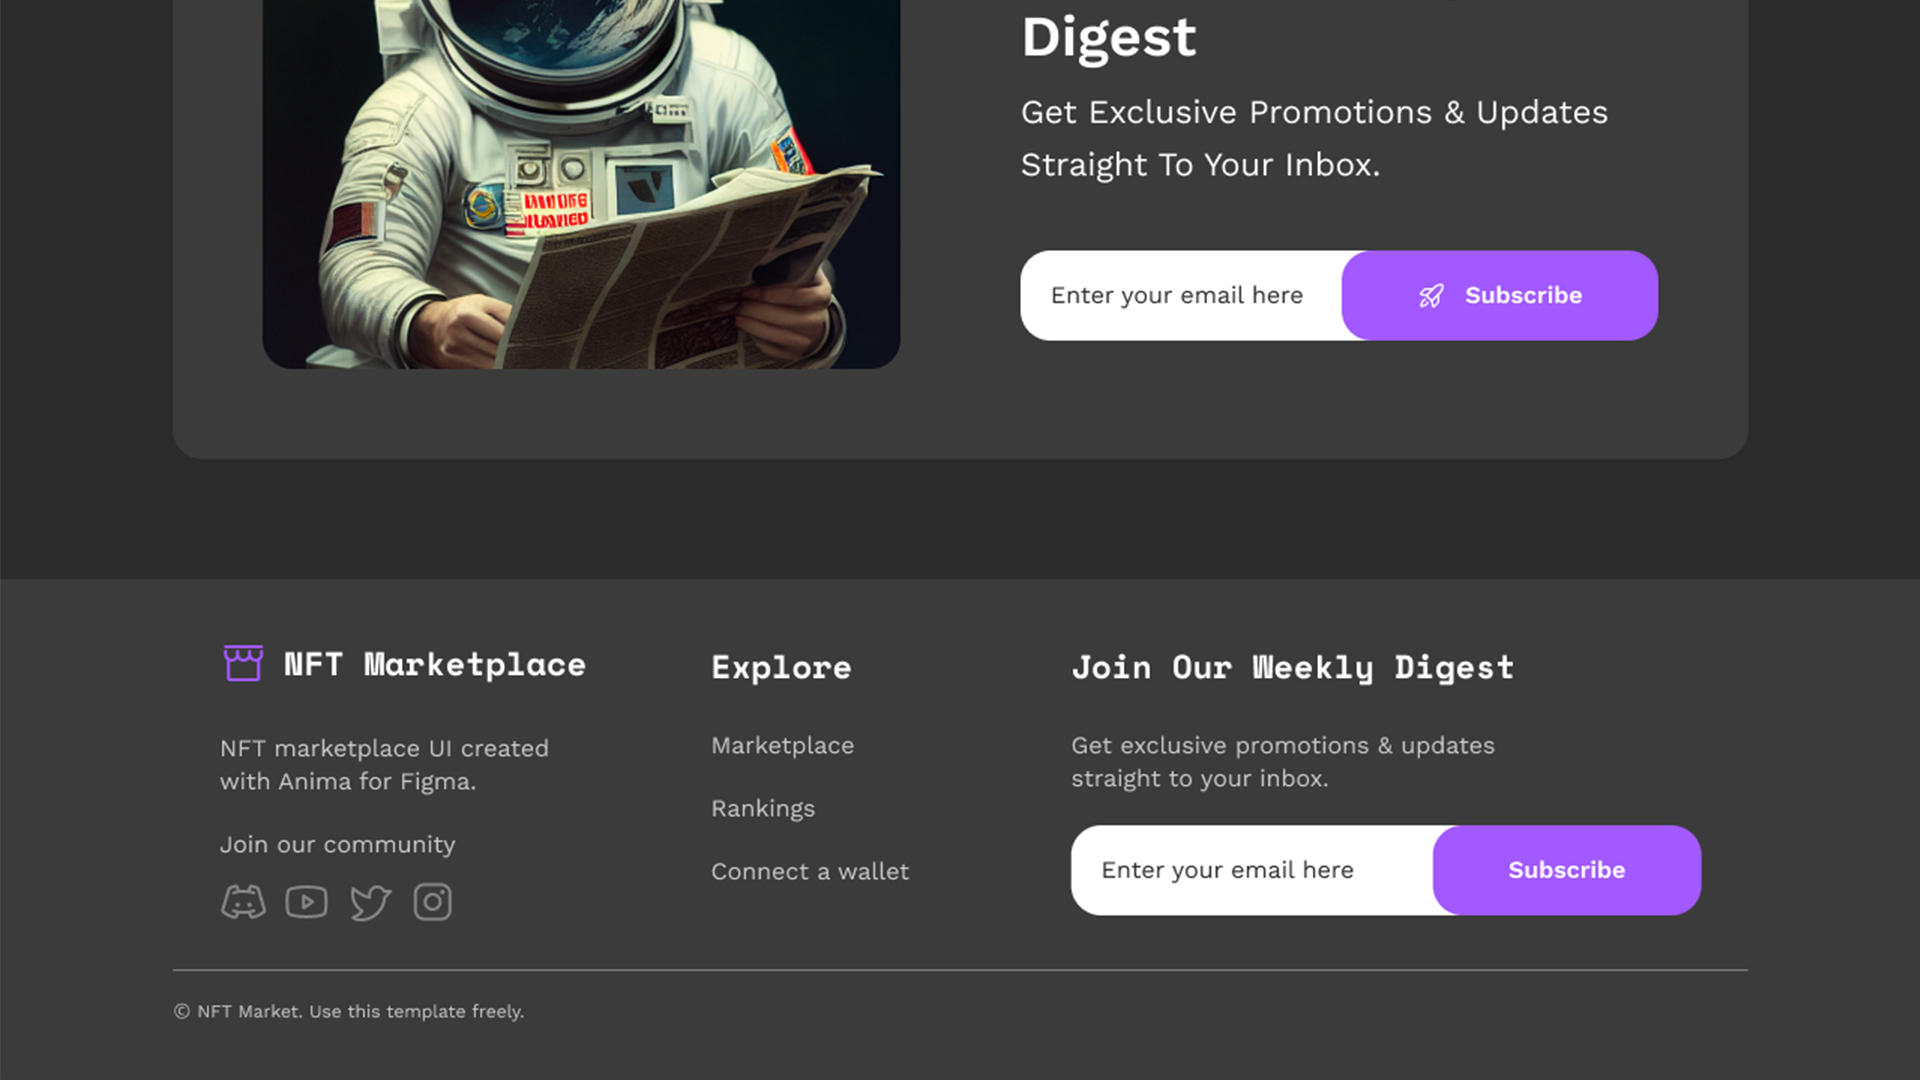 Digest
Get Exclusive Promotions & Updates
Straight To Your Inbox.
Enter your email here
Subscribe
NFT Marketplace
NFT marketplace UI created
with Anima for Figma.
Join our community
Explore
Marketplace
Rankings
Connect a wallet
Join Our Weekly Digest
Get exclusive promotions & updates
straight to your inbox.
Enter your email here
Subscribe
© NFT Market. Use this template freely.